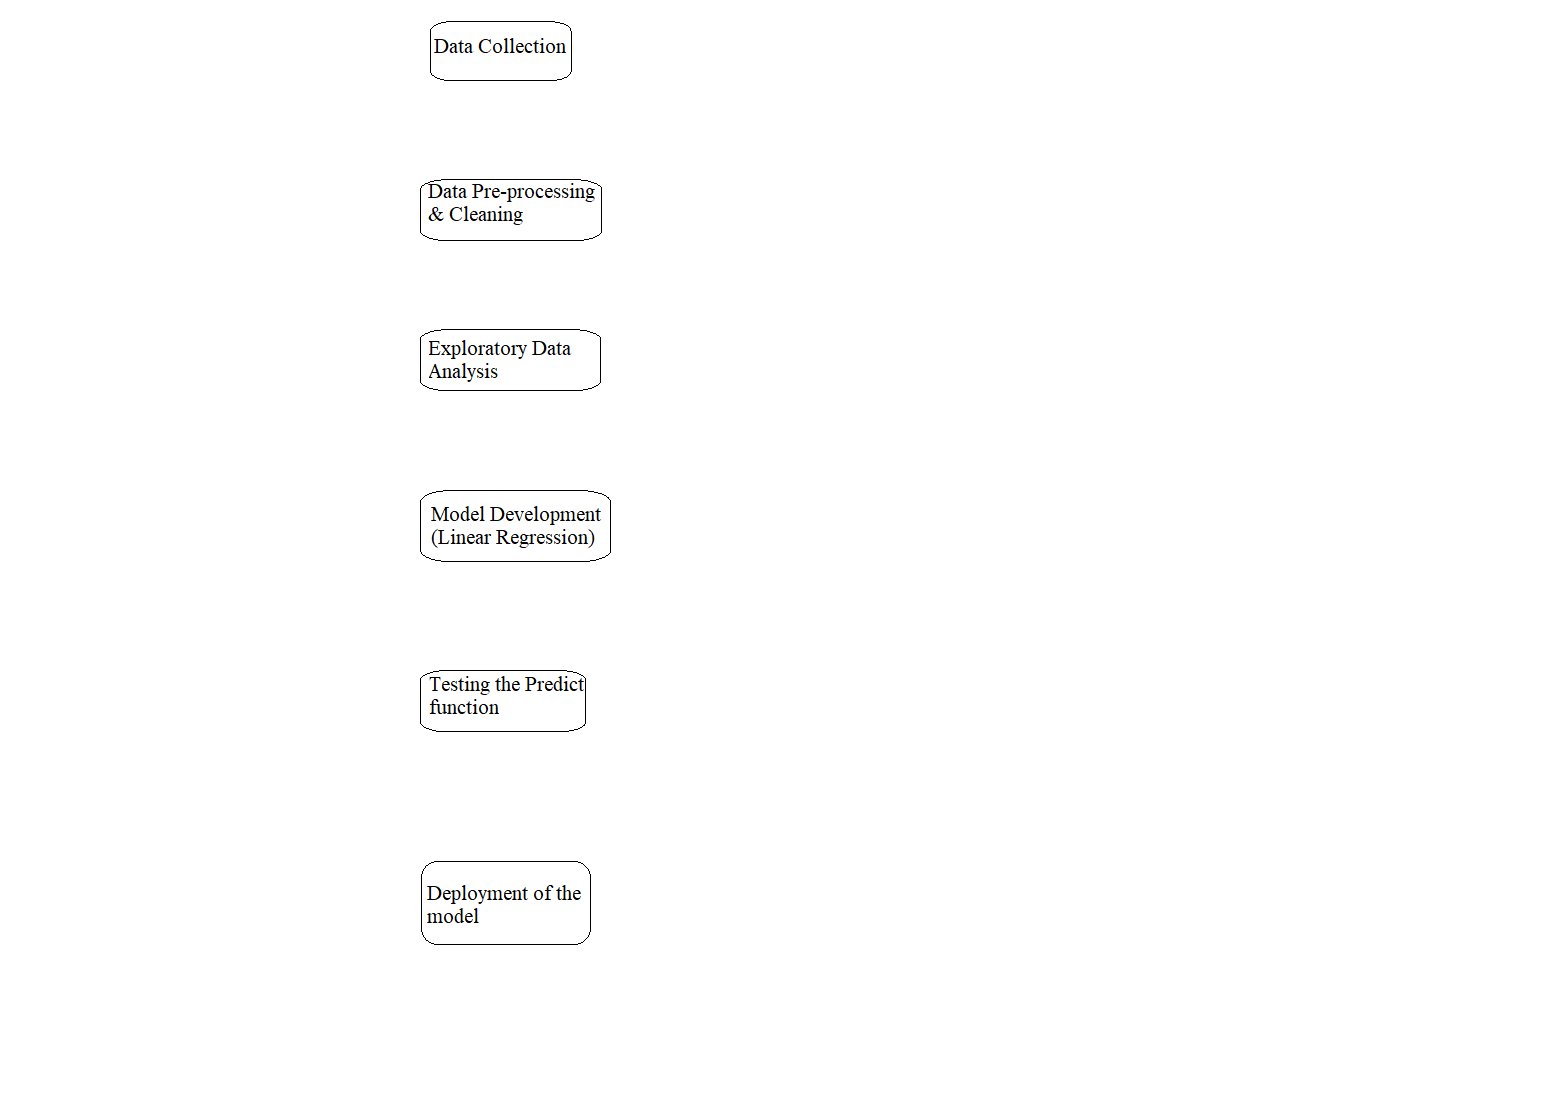 Data Collection
Data Pre-processing
& Cleaning
Exploratory Data
Analysis
Model Development
(Linear Regression)
Testing the Predict
function
Deployment of the
model